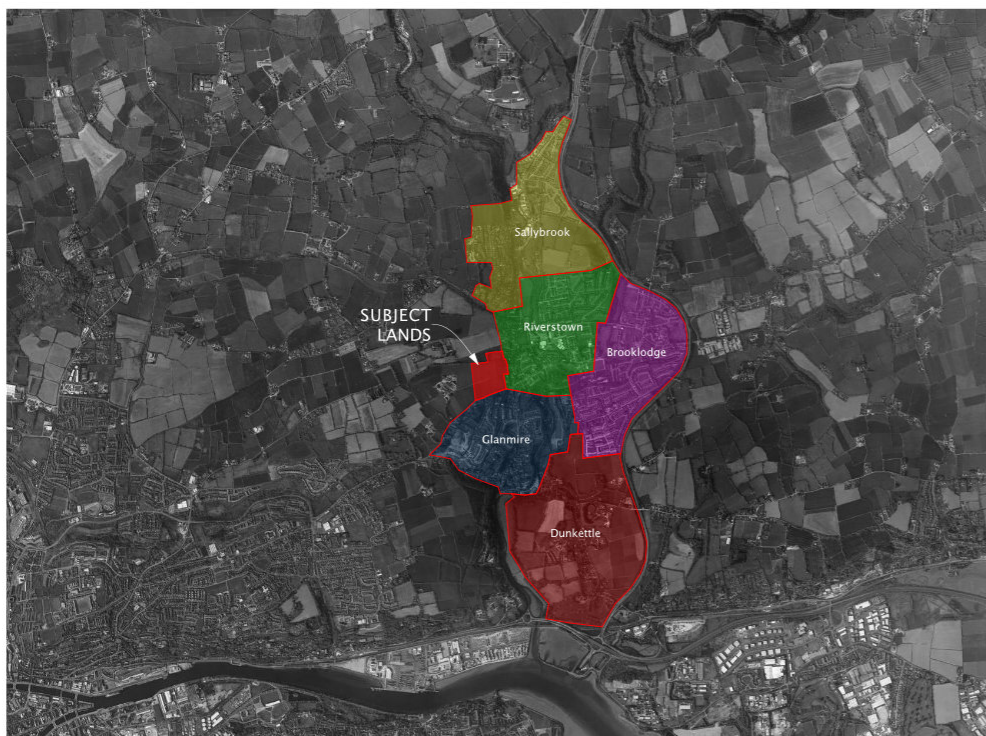 Sallybrook
SUBJECT
LANDS
Riverstown
Brooklodge
Glanmire
Dunkettle